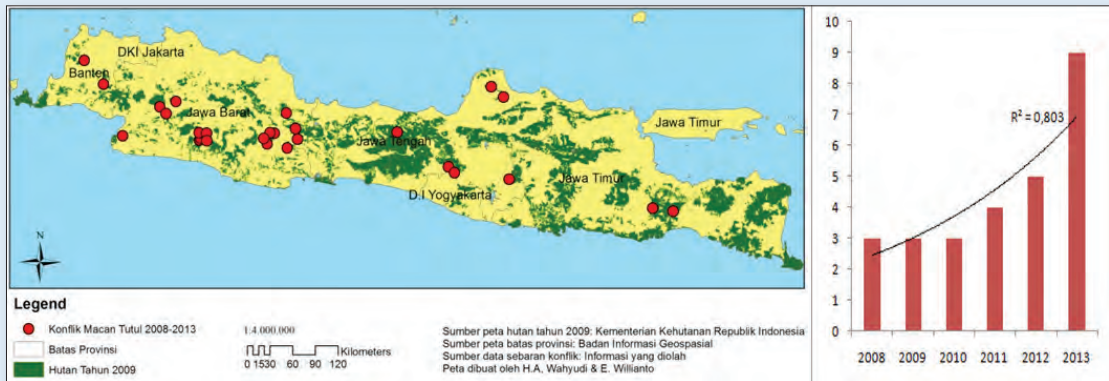 DKI Jakarta
Banten
Jawa Barat
Jawa Tengah
D.I Yogyakarta
Jawa Timur
Jawa Timur
N
Legend
Konflik Macan Tutul 2008-2013
Batas Provinsi
Hutan Tahun 2009
1:4.000.000
Kilometers
0 1530 60 90 120
Sumber peta hutan tahun 2009: Kementerian Kehutanan Republik Indonesia
Sumber peta batas provinsi: Badan Informasi Geospasial
Sumber data sebaran konflik: Informasi yang diolah
Peta dibuat oleh H.A. Wahyudi & E. Willianto
10
9
8
7
6
5
4
3
2
1
0
R² = 0,803
2008 2009 2010 2011 2012 2013